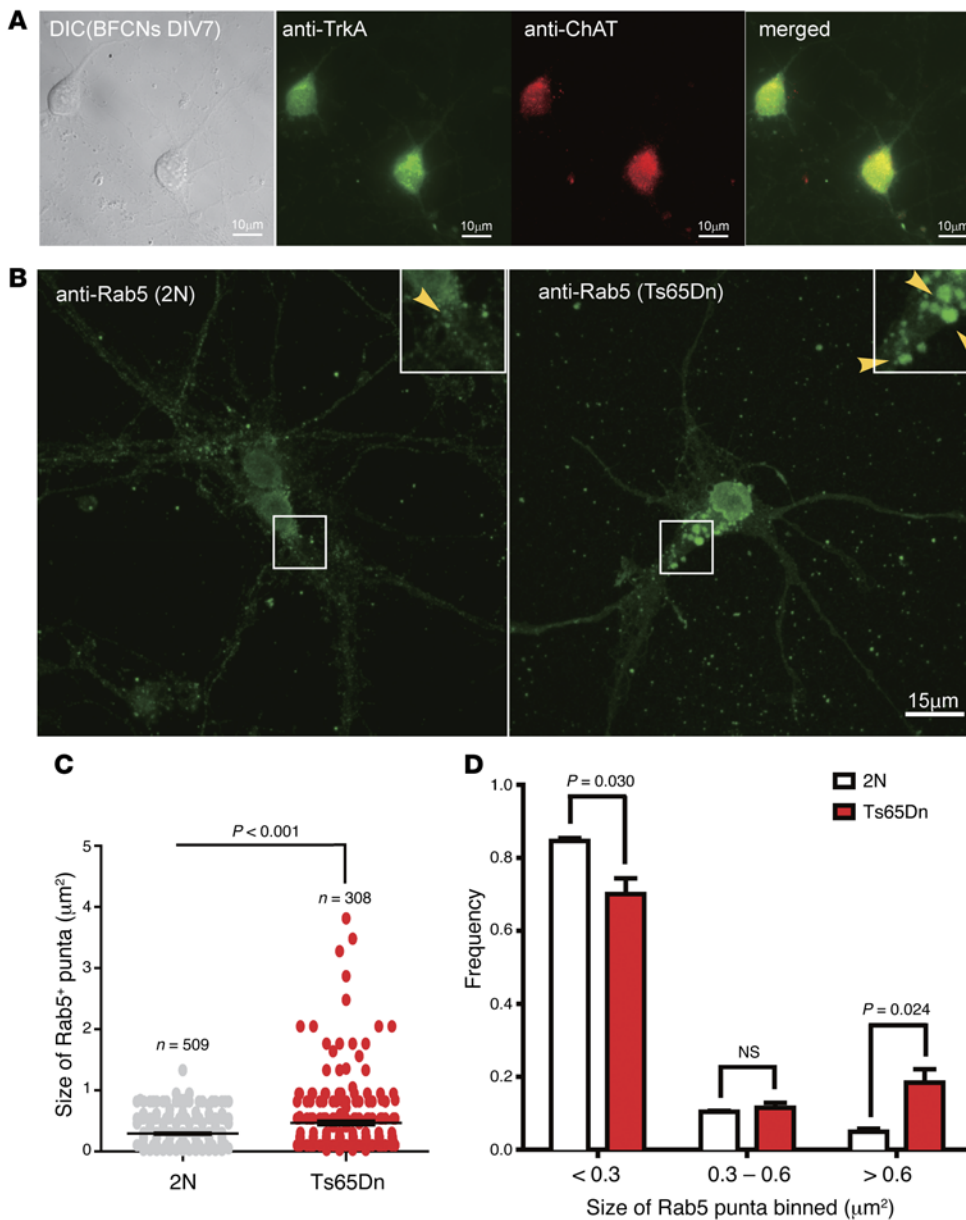 A
DIC(BFCNs DIV7)
anti-TrkA
anti-ChAT
merged
10μm
10μm
10μm
10μm
B
anti-Rab5 (2N)
anti-Rab5 (Ts65Dn)
15μm
C
P < 0.001
n = 308
n = 509
Size of Rab5⁺ punta (μm²)
5
4
3
2
1
0
2N
Ts65Dn
D
P = 0.030
2N
Ts65Dn
P = 0.024
NS
Frequency
1.0
0.8
0.6
0.4
0.2
0.0
< 0.3
0.3 – 0.6
> 0.6
Size of Rab5 punta binned (μm²)